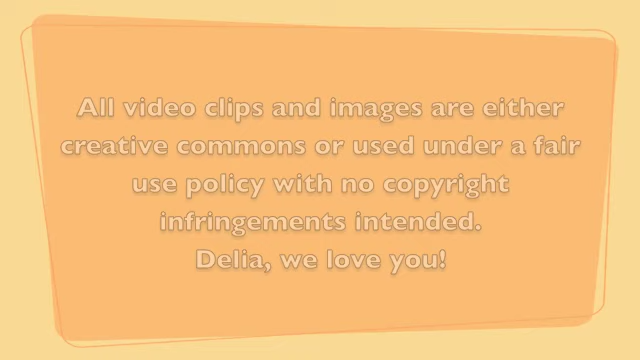 All video clips and images are either
creative commons or used under a fair
use policy with no copyright
infringements intended.
Delia, we love you!